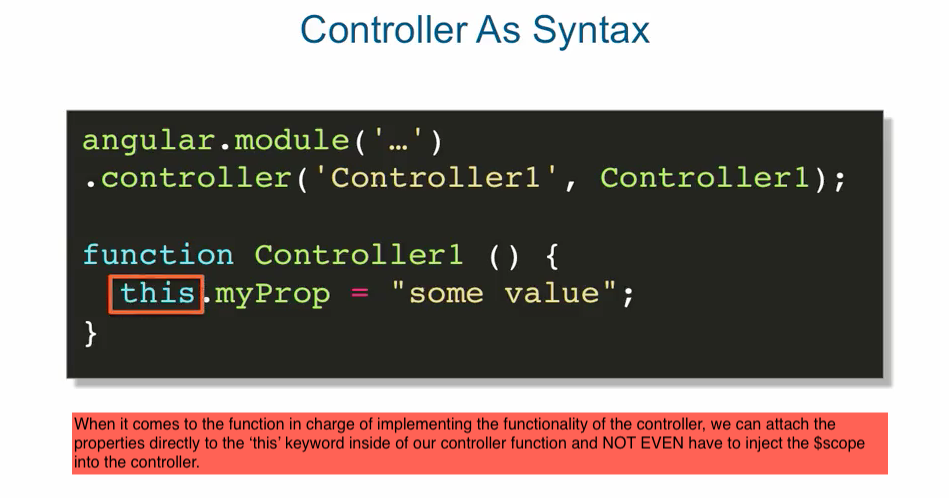 Controller As Syntax
angular.module('…')
.controller('Controller1', Controller1);
function Controller1 () {
this.myProp = "some value";
}
When it comes to the function in charge of implementing the functionality of the controller, we can attach the
properties directly to the ‘this’ keyword inside of our controller function and NOT EVEN have to inject the $scope
into the controller.